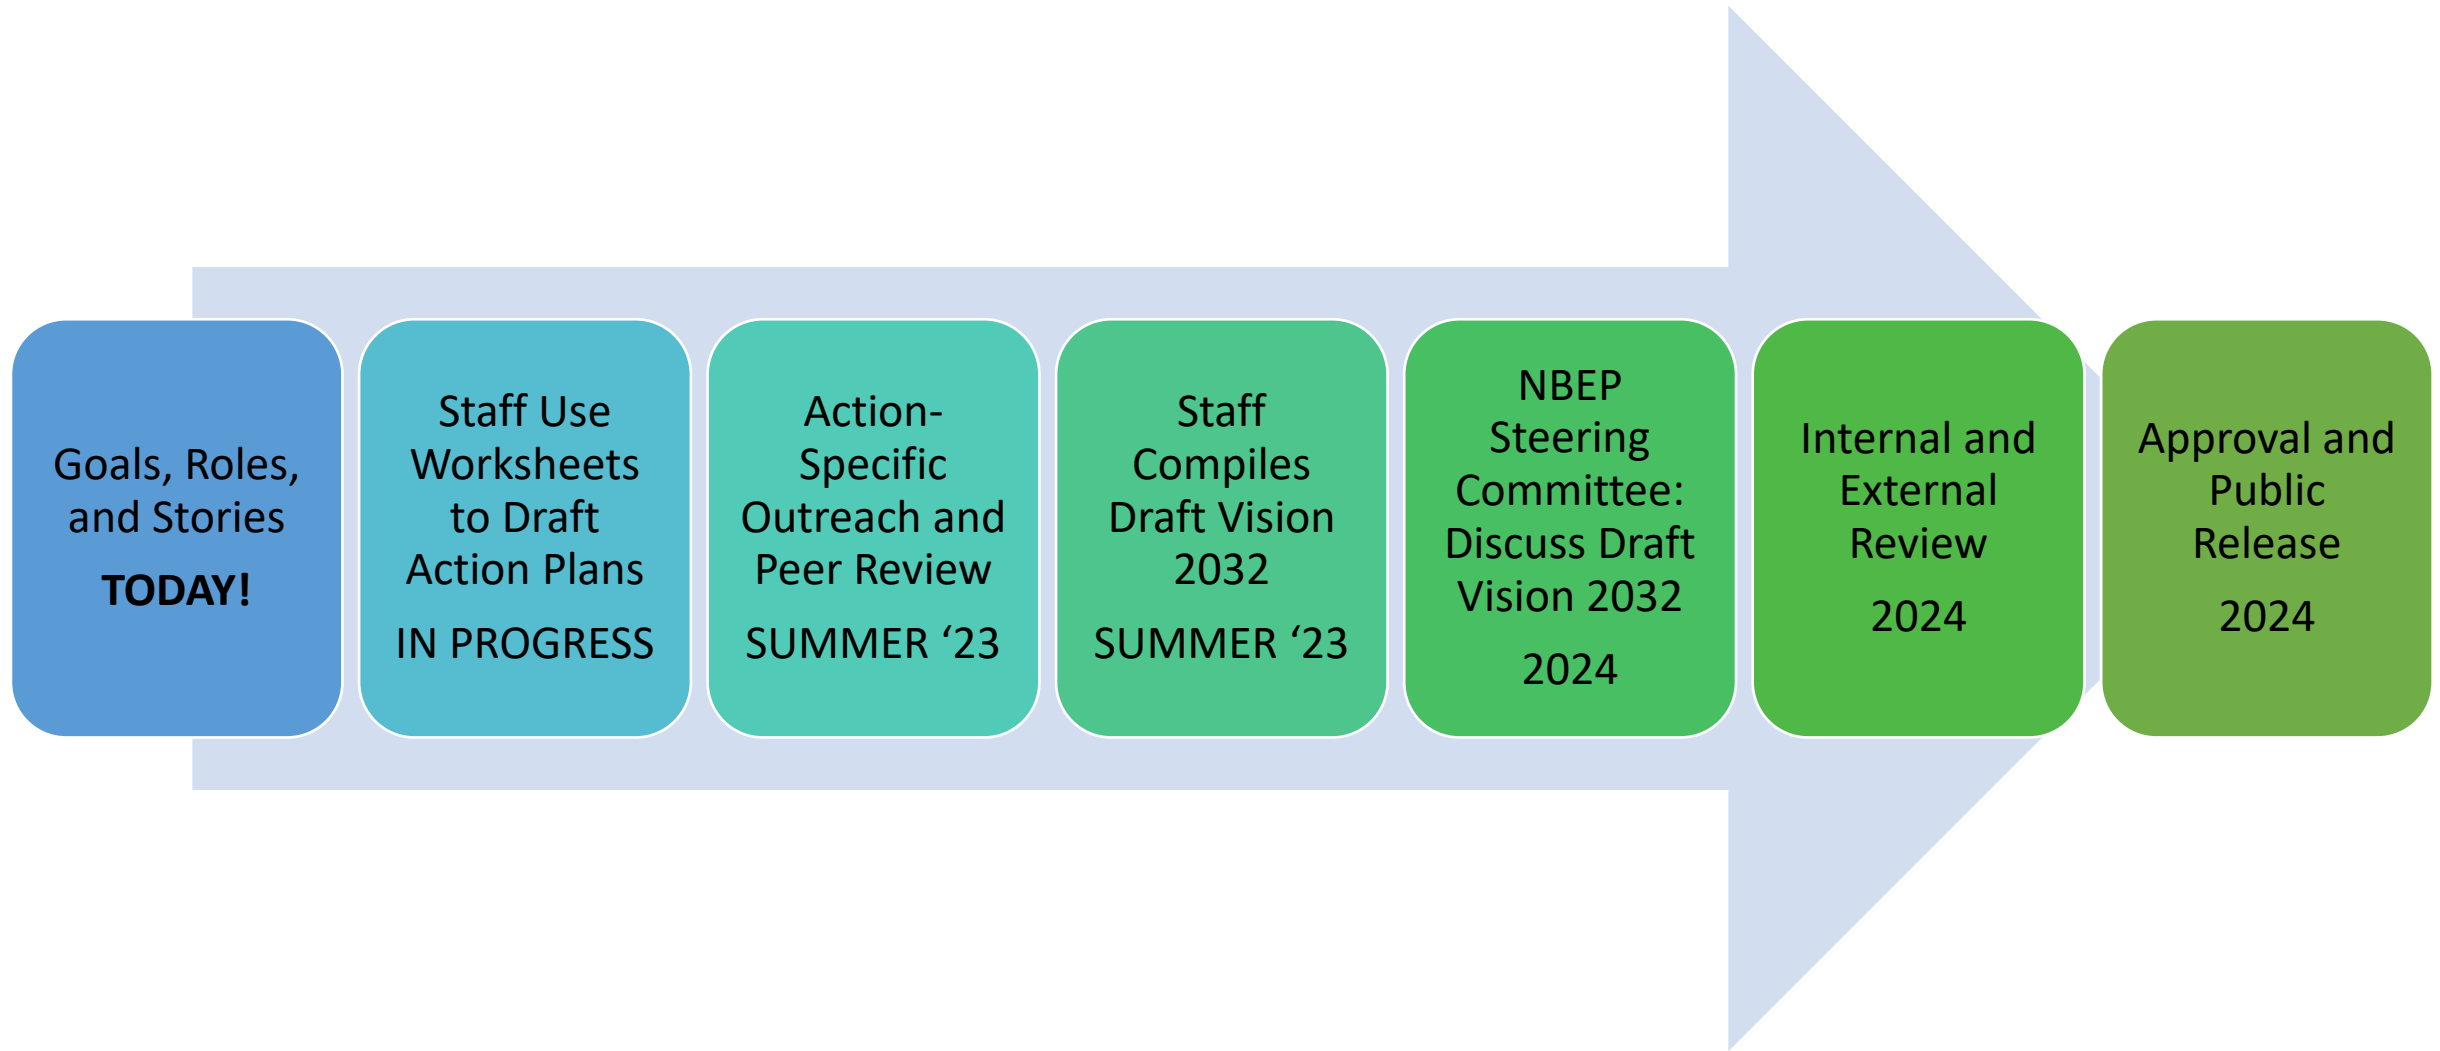 Goals, Roles,
and Stories
TODAY!
Staff Use
Worksheets
to Draft
Action Plans
IN PROGRESS
Action-
Specific
Outreach and
Peer Review
SUMMER ‘23
Staff
Compiles
Draft Vision
2032
SUMMER ‘23
NBEP
Steering
Committee:
Discuss Draft
Vision 2032
2024
Internal and
External
Review
2024
Approval and
Public
Release
2024